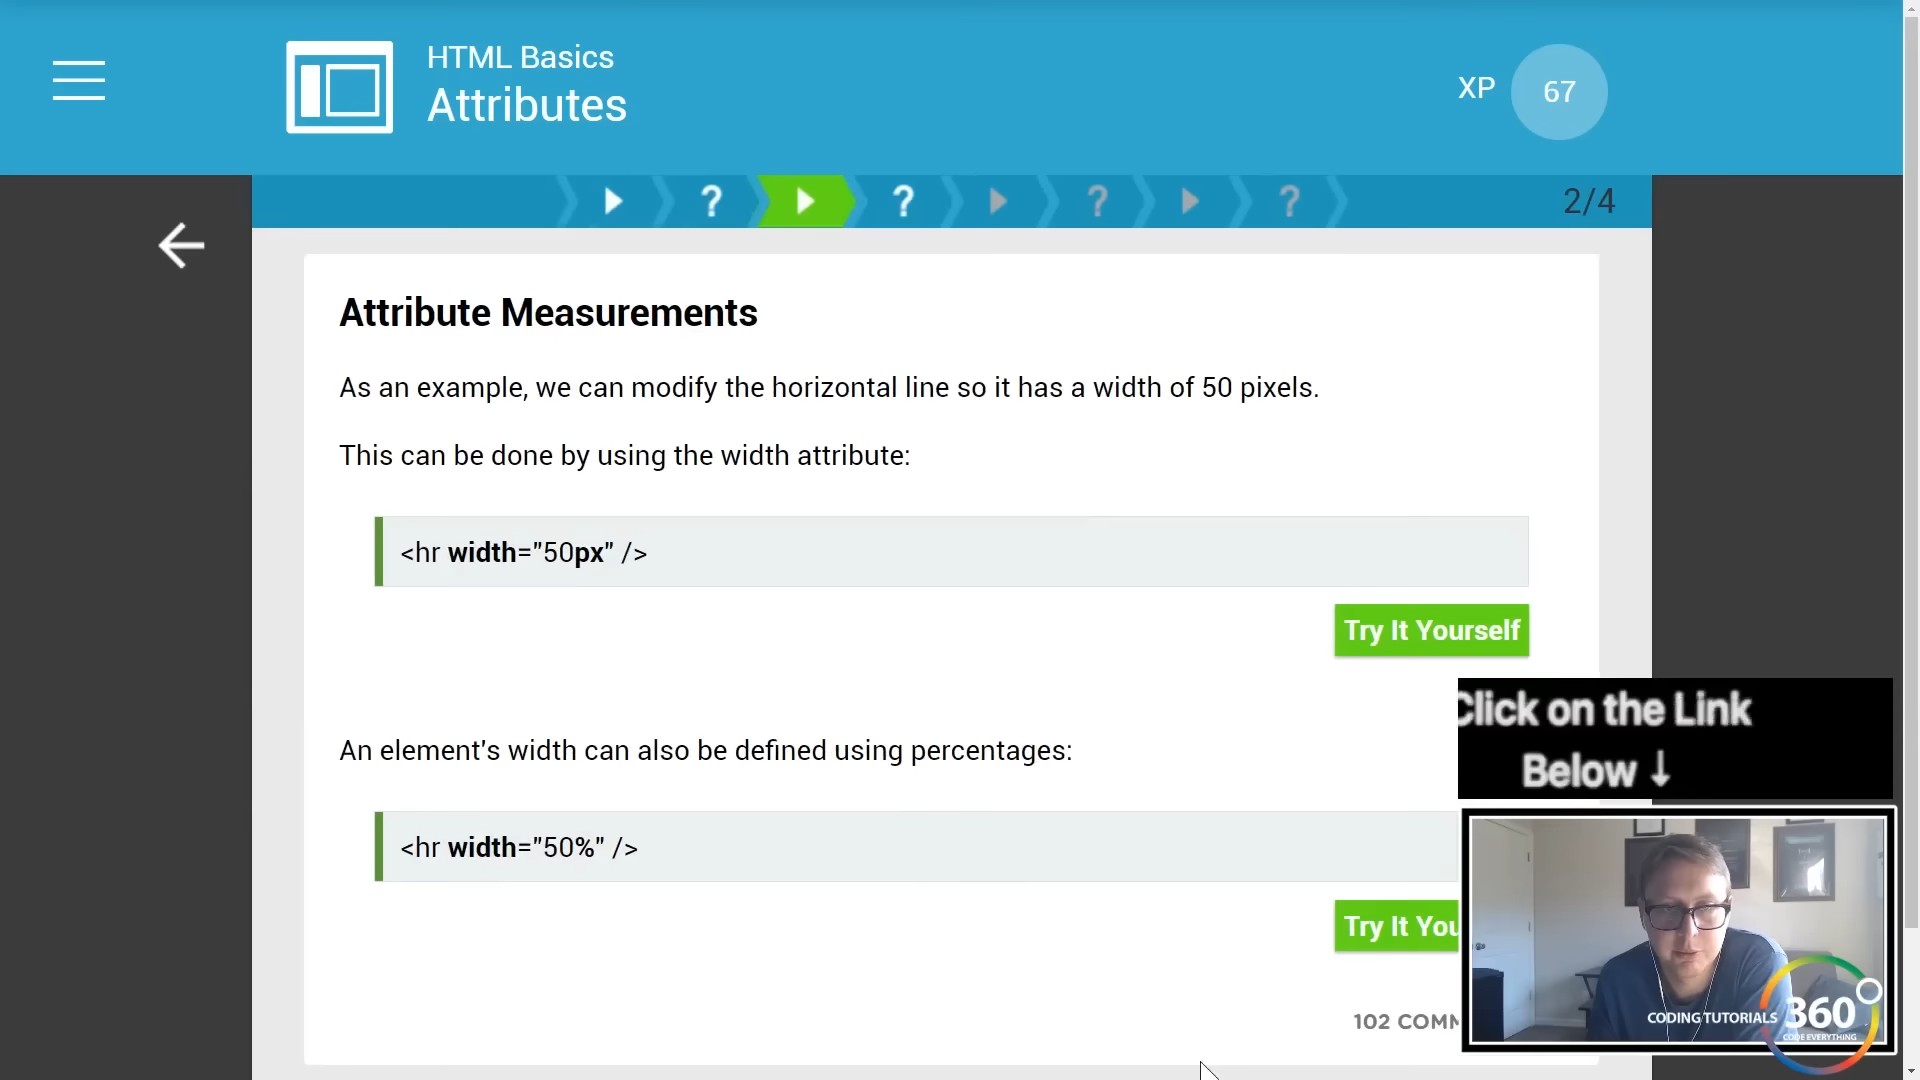 HTML Basics
Attributes
XP 67
? ? ? ?
2/4
Attribute Measurements
As an example, we can modify the horizontal line so it has a width of 50 pixels.
This can be done by using the width attribute:
<hr width="50px" />
Try It Yourself
Click on the Link
Below ↓
An element's width can also be defined using percentages:
<hr width="50%" />
Try It You
102 COMM
CODING TUTORIALS 360
CODE EVERYTHING